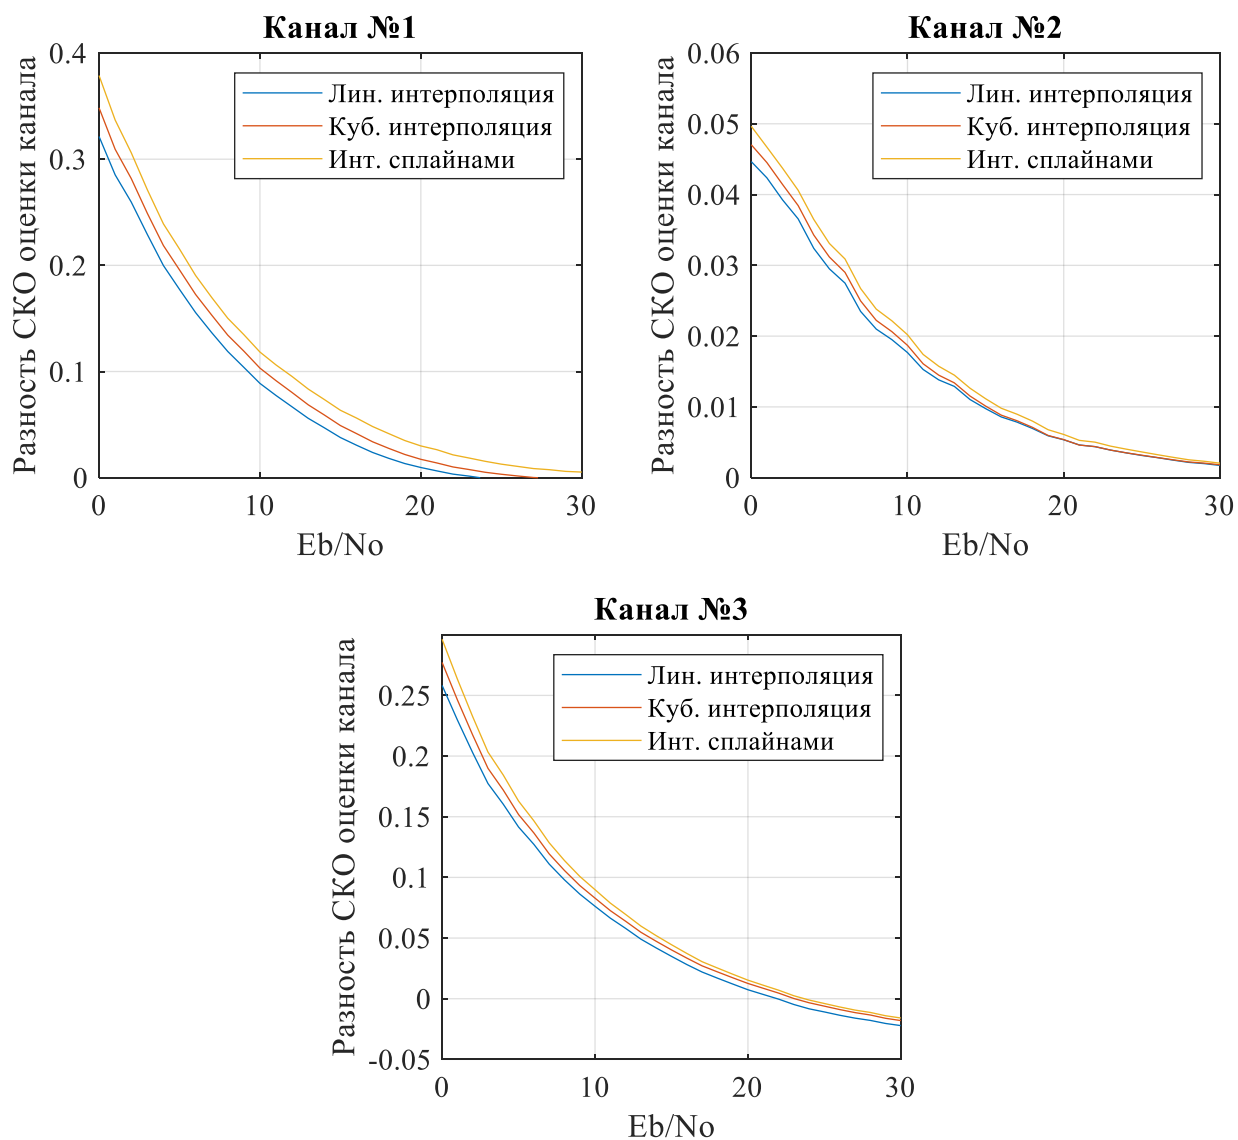 Канал №1
Разность СКО оценки канала
0.4
0.3
0.2
0.1
0
Лин. интерполяция
Куб. интерполяция
Инт. сплайнами
0 10 20 30
Eb/No
Канал №2
Разность СКО оценки канала
0.06
0.05
0.04
0.03
0.02
0.01
0
Лин. интерполяция
Куб. интерполяция
Инт. сплайнами
0 10 20 30
Eb/No
Канал №3
Разность СКО оценки канала
0.25
0.2
0.15
0.1
0.05
0
-0.05
Лин. интерполяция
Куб. интерполяция
Инт. сплайнами
0 10 20 30
Eb/No